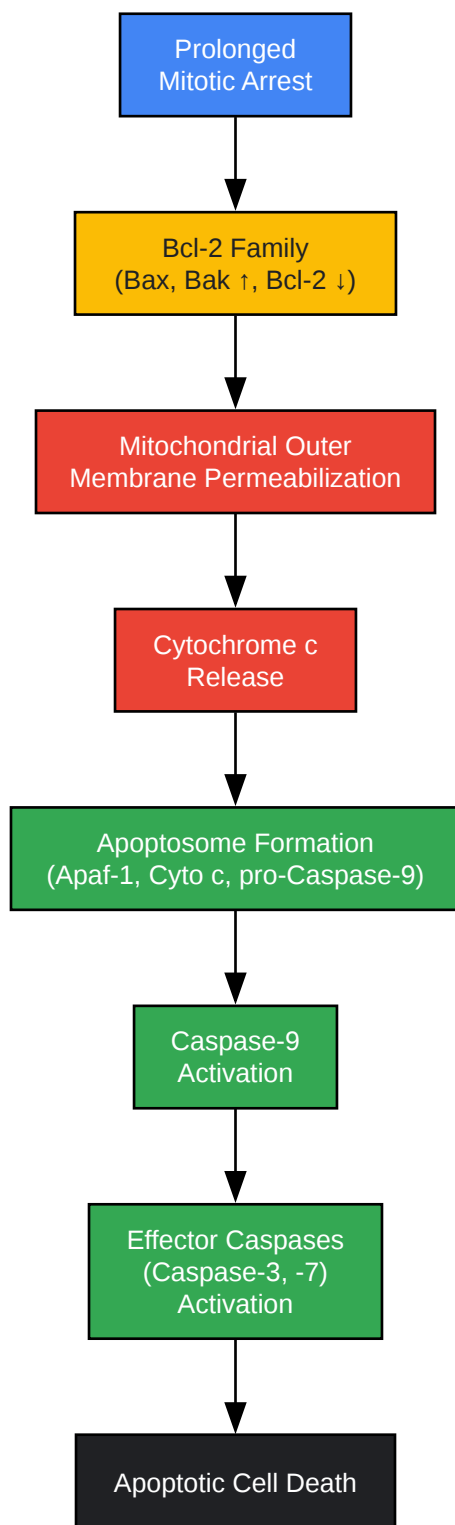 Prolonged
Mitotic Arrest
Bcl-2 Family
(Bax, Bak ↑, Bcl-2 ↓)
Mitochondrial Outer
Membrane Permeabilization
Cytochrome c
Release
Apoptosome Formation
(Apaf-1, Cyto c, pro-Caspase-9)
Caspase-9
Activation
Effector Caspases
(Caspase-3, -7)
Activation
Apoptotic Cell Death